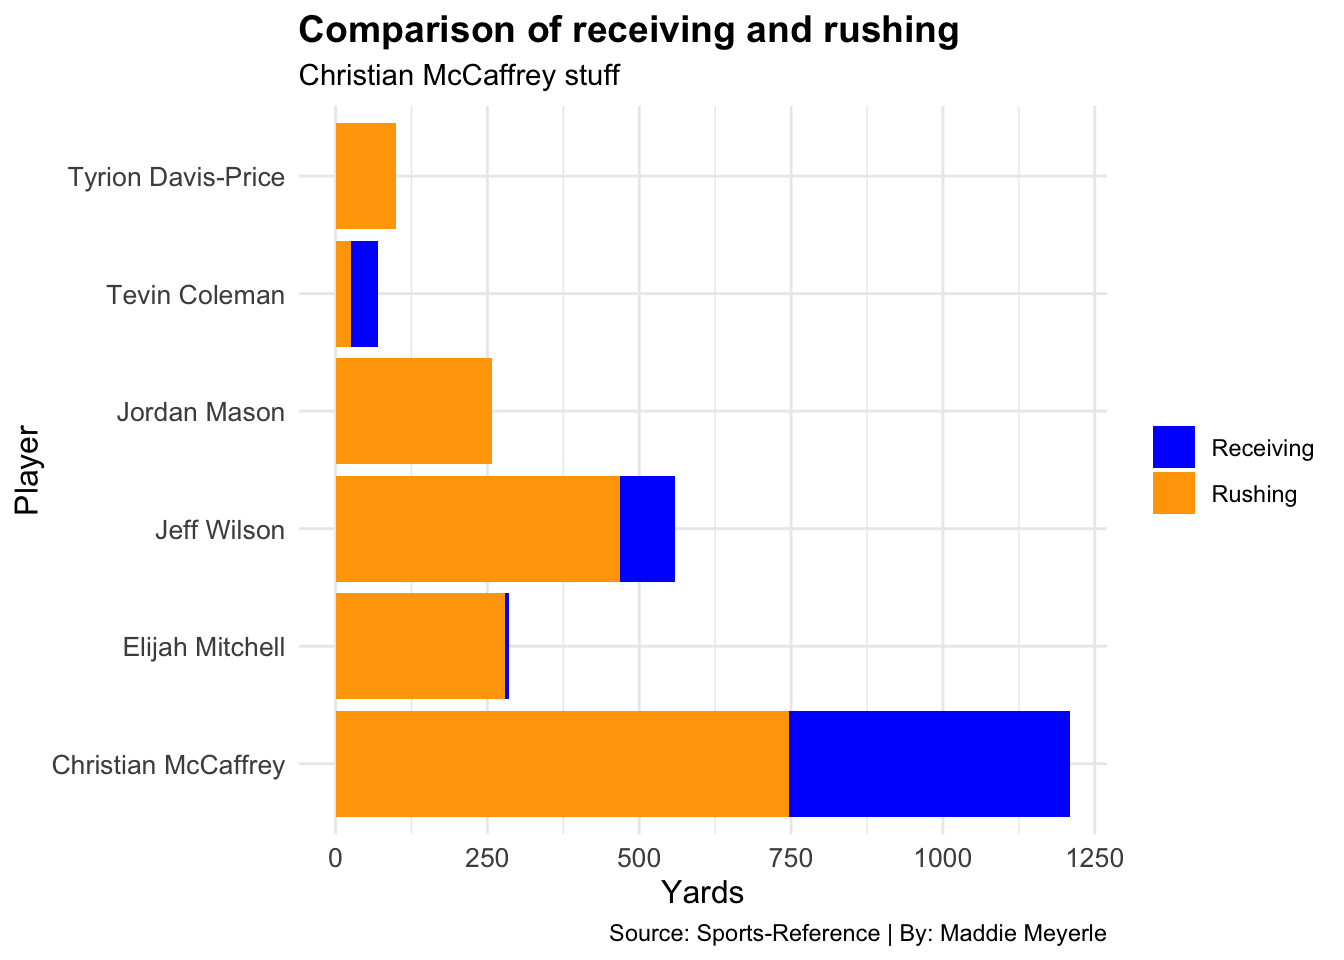 Comparison of receiving and rushing
Christian McCaffrey stuff
Tyrion Davis-Price
Tevin Coleman
Jordan Mason
Jeff Wilson
Elijah Mitchell
Christian McCaffrey
Player
0 250 500 750 1000 1250
Yards
Receiving
Rushing
Source: Sports-Reference | By: Maddie Meyerle